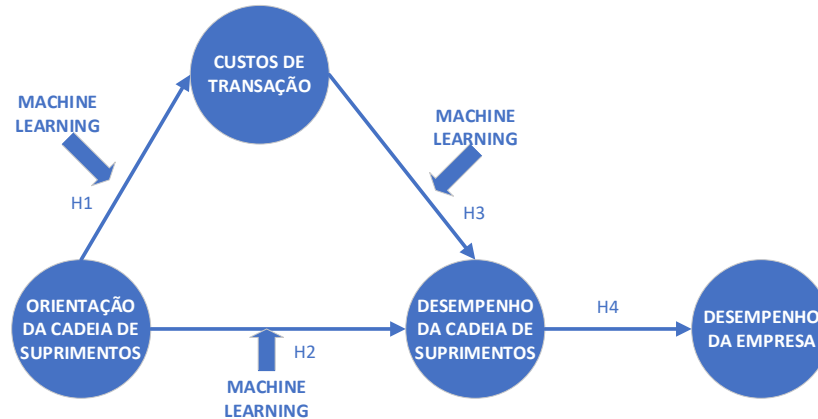 CUSTOS DE
TRANSAÇÃO
MACHINE
LEARNING
MACHINE
LEARNING
H1
H3
ORIENTAÇÃO
DA CADEIA DE
SUPRIMENTOS
H2
MACHINE
LEARNING
DESEMPENHO
DA CADEIA DE
SUPRIMENTOS
H4
DESEMPENHO
DA EMPRESA